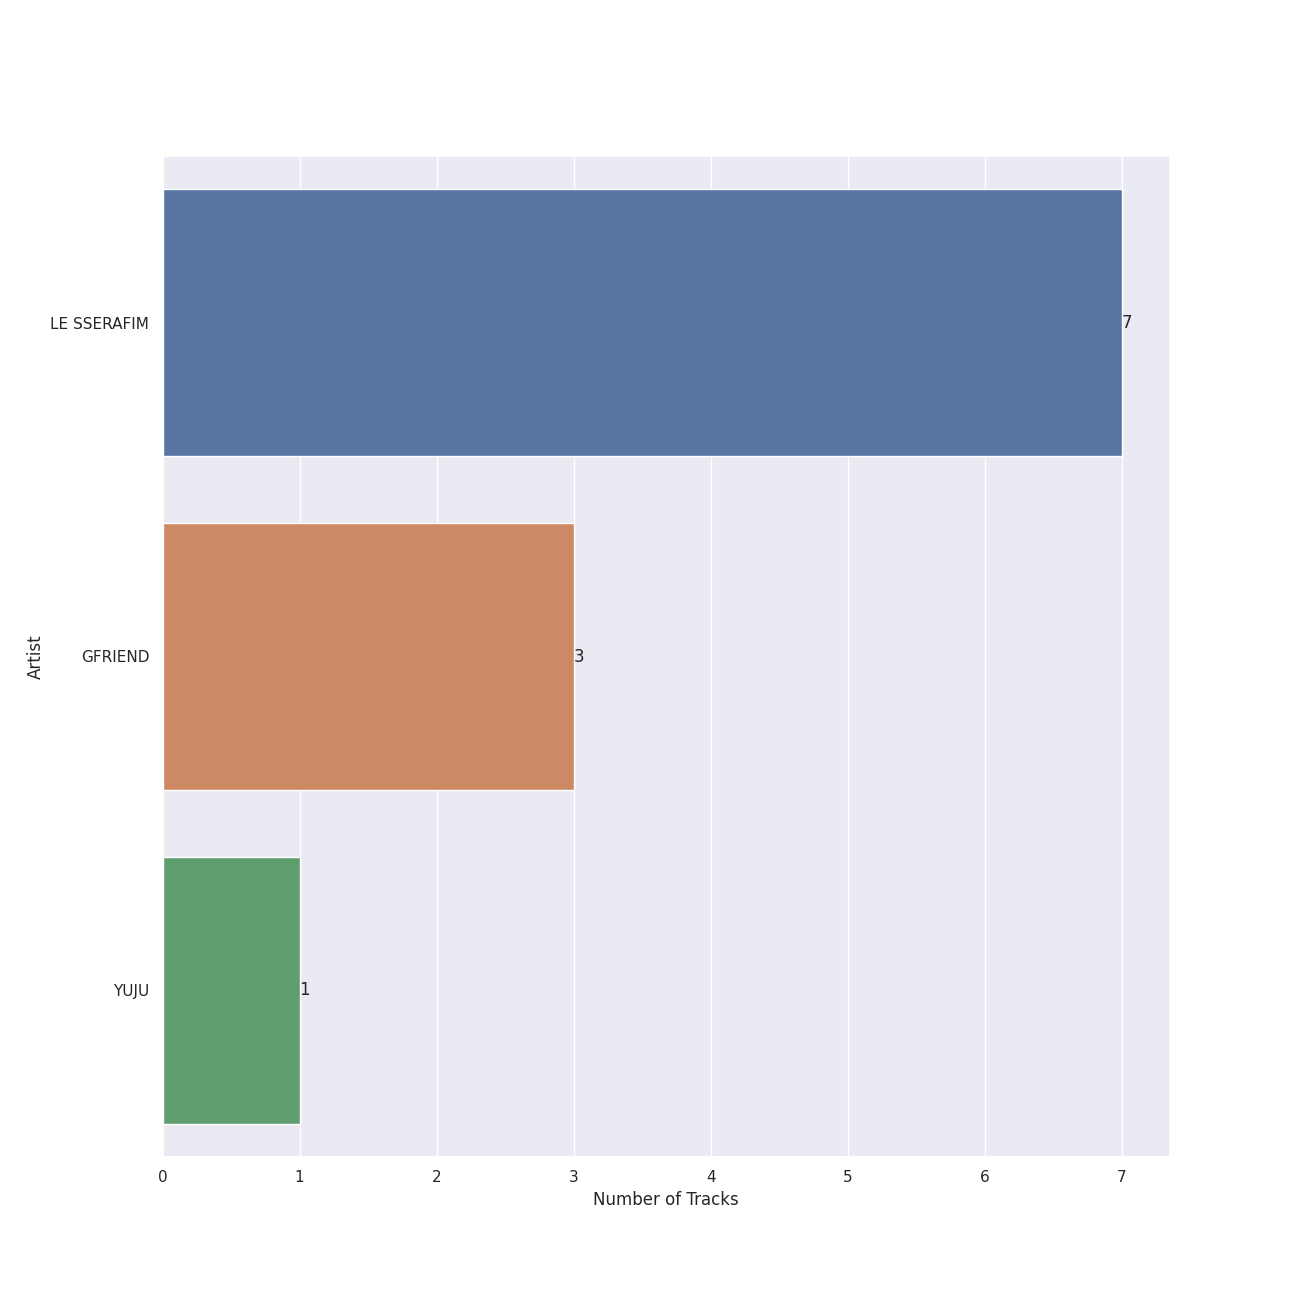 LE SSERAFIM
7
Artist
GFRIEND
3
YUJU
1
0 1 2 3 4 5 6 7
Number of Tracks